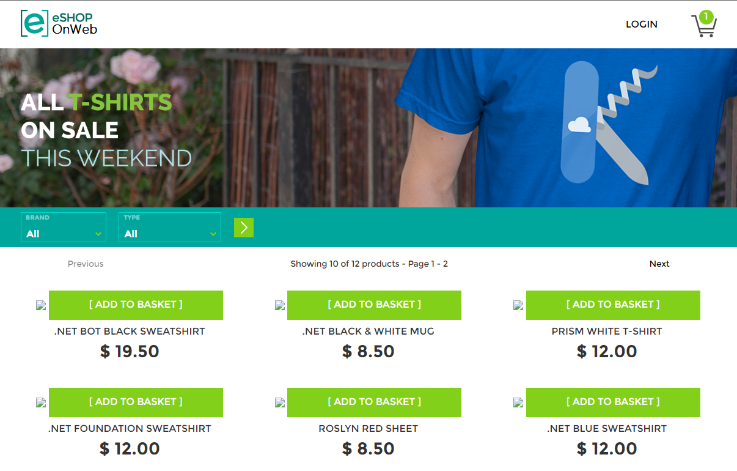 eSHOP
OnWeb
LOGIN
1
ALL T-SHIRTS
ON SALE
THIS WEEKEND
BRAND
All
TYPE
All
Previous
Showing 10 of 12 products - Page 1 - 2
Next
[ ADD TO BASKET ]
[ ADD TO BASKET ]
[ ADD TO BASKET ]
.NET BOT BLACK SWEATSHIRT
.NET BLACK & WHITE MUG
PRISM WHITE T-SHIRT
$ 19.50
$ 8.50
$ 12.00
[ ADD TO BASKET ]
[ ADD TO BASKET ]
[ ADD TO BASKET ]
.NET FOUNDATION SWEATSHIRT
ROSLYN RED SHEET
.NET BLUE SWEATSHIRT
$ 12.00
$ 8.50
$ 12.00